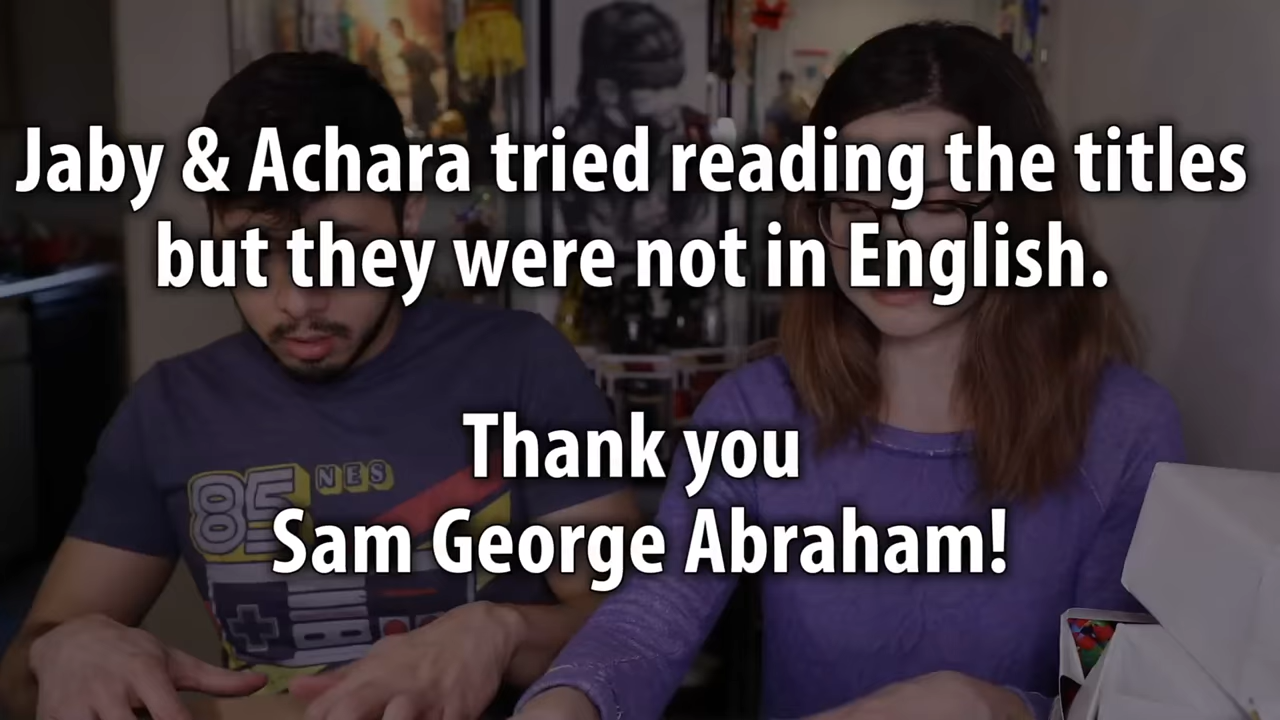 Jaby & Achara tried reading the titles
but they were not in English.
Thank you
Sam George Abraham!
85
NES